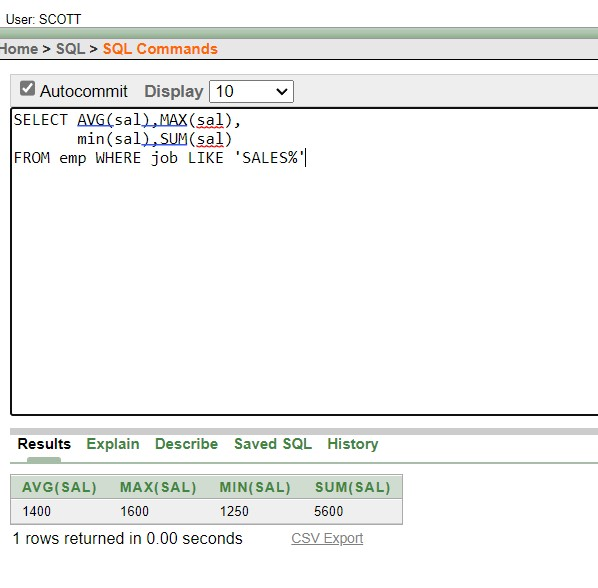 User: SCOTT
Home > SQL > SQL Commands
Autocommit Display 10
SELECT AVG(sal),MAX(sal),
min(sal),SUM(sal)
FROM emp WHERE job LIKE 'SALES%'
Results Explain Describe Saved SQL History
AVG(SAL) MAX(SAL) MIN(SAL) SUM(SAL)
1400 1600 1250 5600
1 rows returned in 0.00 seconds CSV Export